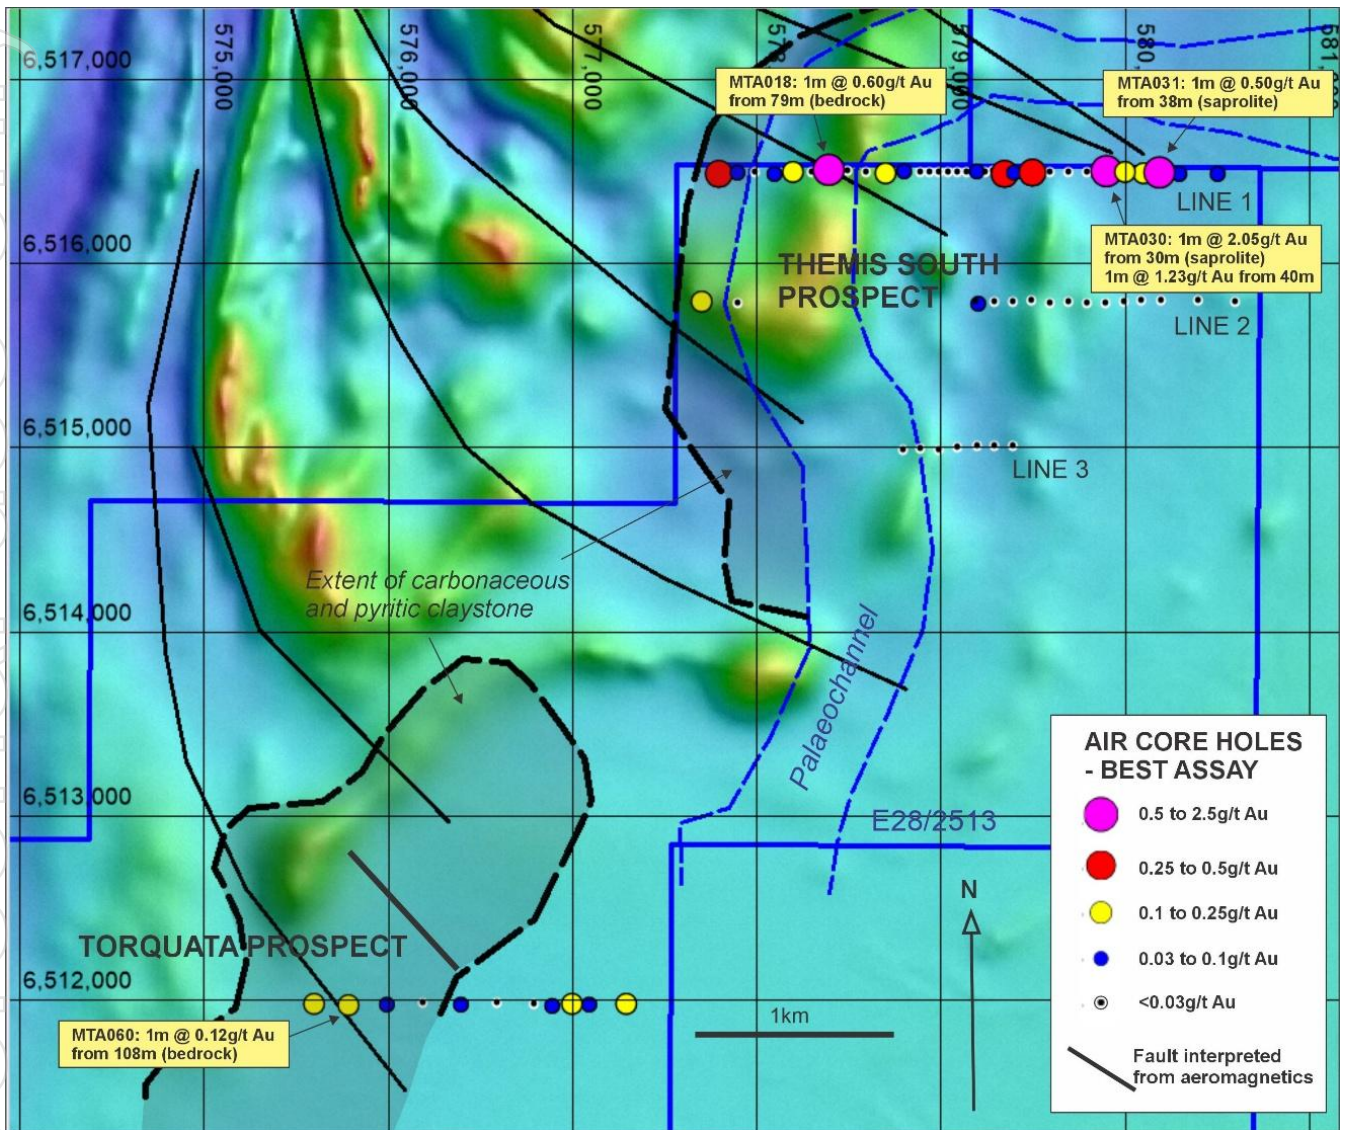 6,517,000
575,000
576,000
577,000
579,000
580,000
MTA018: 1m @ 0.60g/t Au
from 79m (bedrock)
MTA031: 1m @ 0.50g/t Au
from 38m (saprolite)
LINE 1
6,516,000
THEMIS SOUTH
PROSPECT
MTA030: 1m @ 2.05g/t Au
from 30m (saprolite)
1m @ 1.23g/t Au from 40m
LINE 2
6,515,000
LINE 3
Extent of carbonaceous
and pyritic claystone
6,514,000
Palaeochannel
6,513,000
E28/2513
AIR CORE HOLES
- BEST ASSAY
0.5 to 2.5g/t Au
0.25 to 0.5g/t Au
0.1 to 0.25g/t Au
0.03 to 0.1g/t Au
<0.03g/t Au
Fault interpreted
from aeromagnetics
N
TORQUATA PROSPECT
6,512,000
1km
MTA060: 1m @ 0.12g/t Au
from 108m (bedrock)